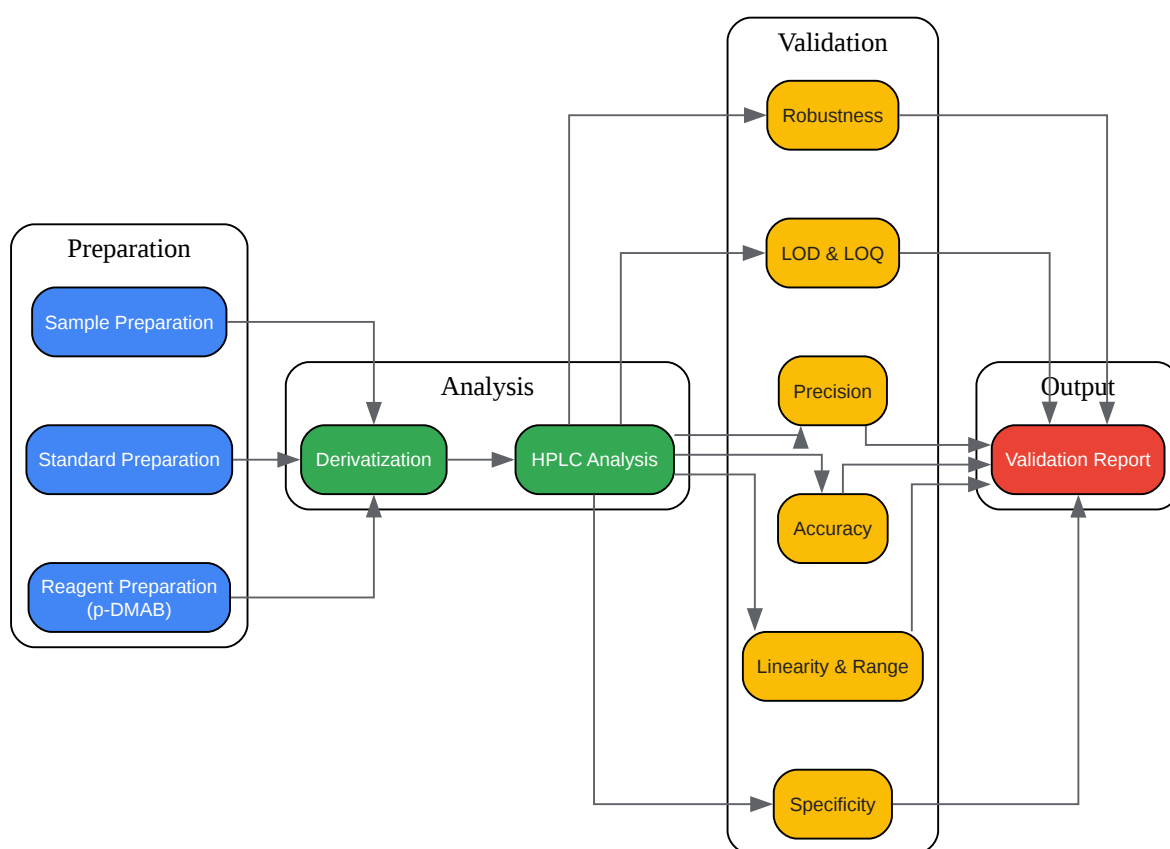 Preparation
Sample Preparation
Standard Preparation
Reagent Preparation
(p-DMAB)
Analysis
Derivatization
HPLC Analysis
Validation
Robustness
LOD & LOQ
Precision
Accuracy
Linearity & Range
Specificity
Output
Validation Report